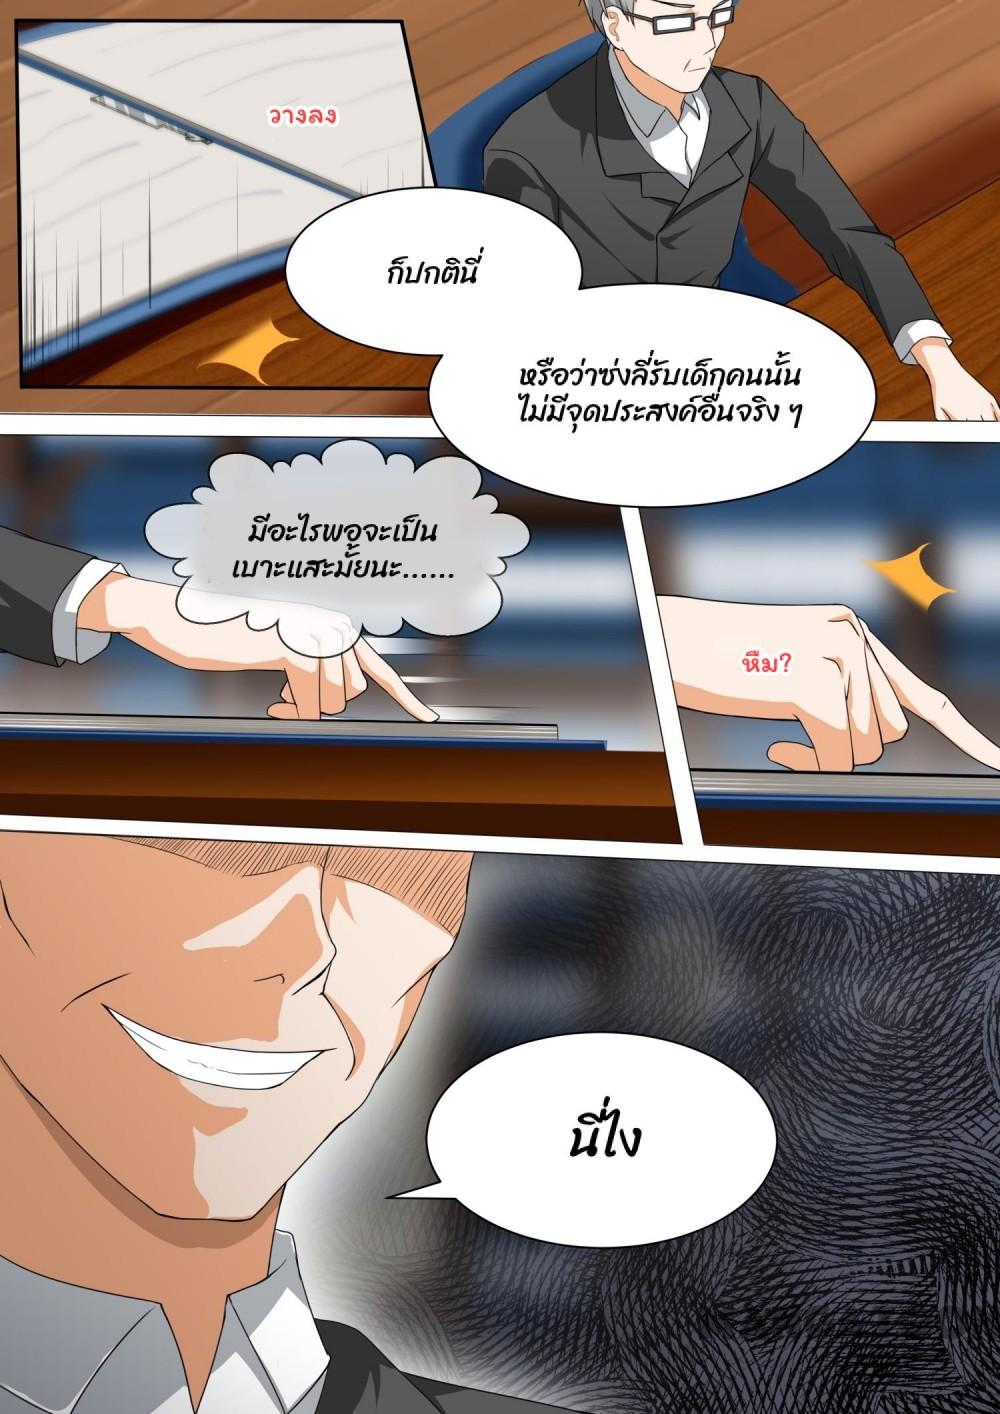 วางลง
ก็ปกตินี่
หรือว่าซ่งลี่รับเด็กคนนั้น
ไม่มีจุดประสงค์อื่นจริง ๆ
มีอะไรพอจะเป็น
เบาะแสะมั้ยนะ......
หืม?
นี่ไง